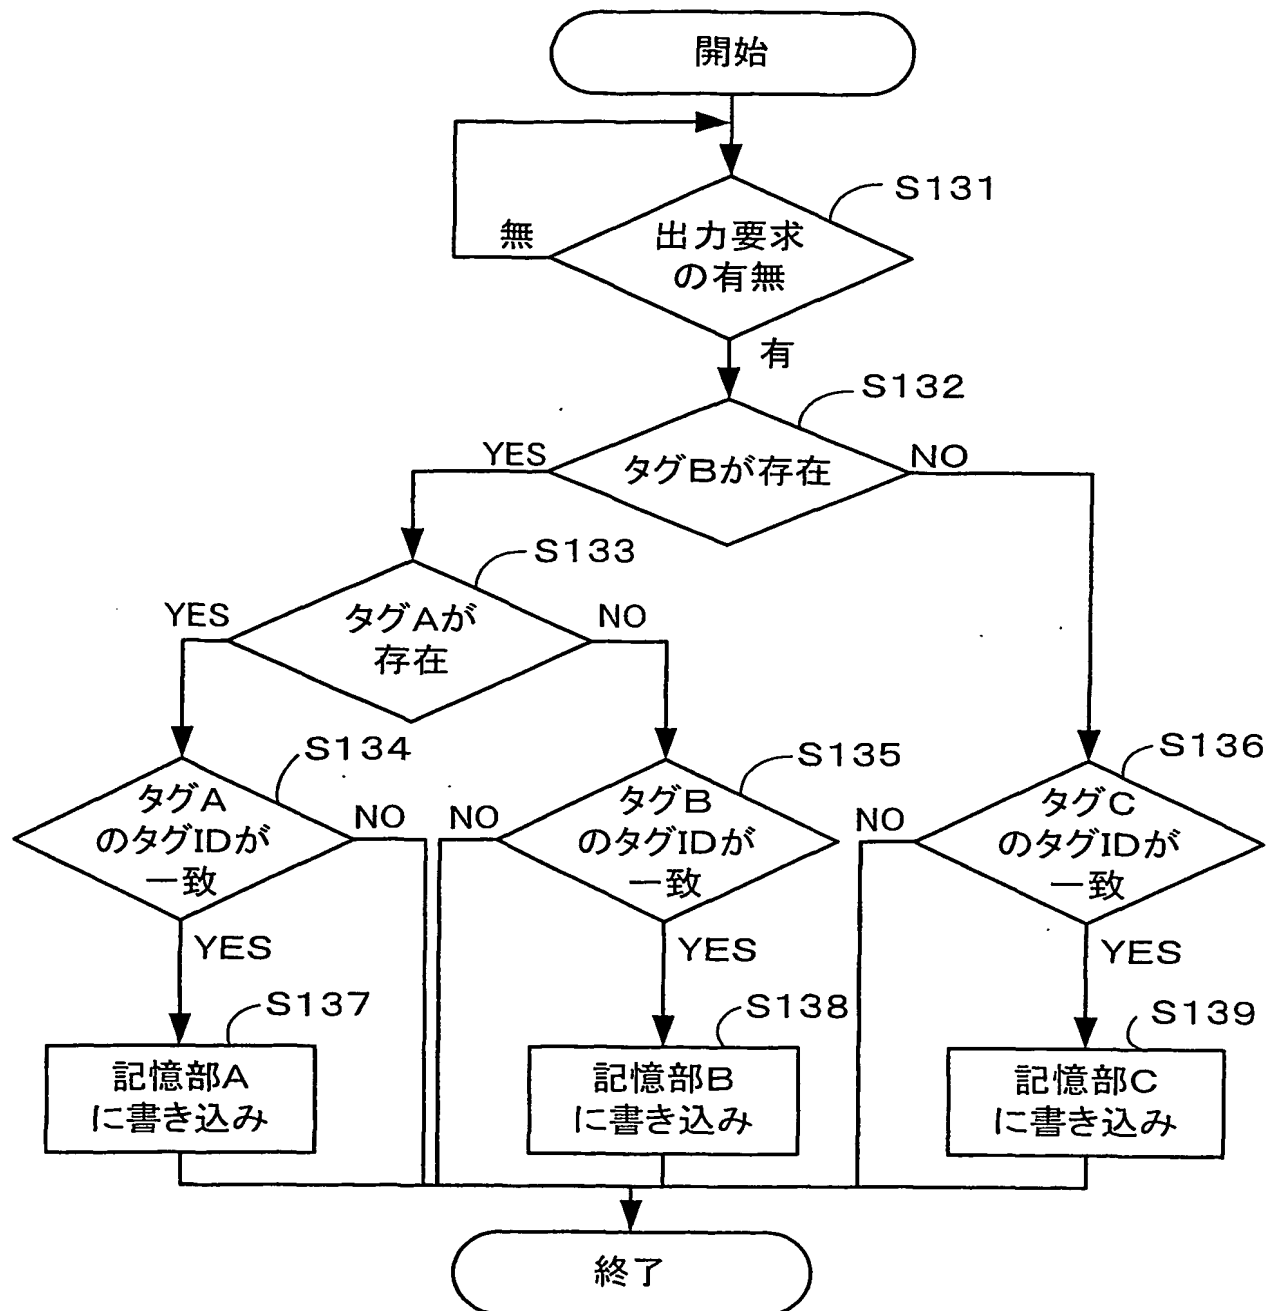 開始
S131
無
出力要求
の有無
有
S132
YES
タグBが存在
NO
S133
YES
タグAが
存在
NO
S134
タグA
のタグIDが
一致
NO
S135
NO
タグB
のタグIDが
一致
S136
NO
タグC
のタグIDが
一致
YES
YES
YES
S137
記憶部A
に書き込み
S138
記憶部B
に書き込み
S139
記憶部C
に書き込み
終了